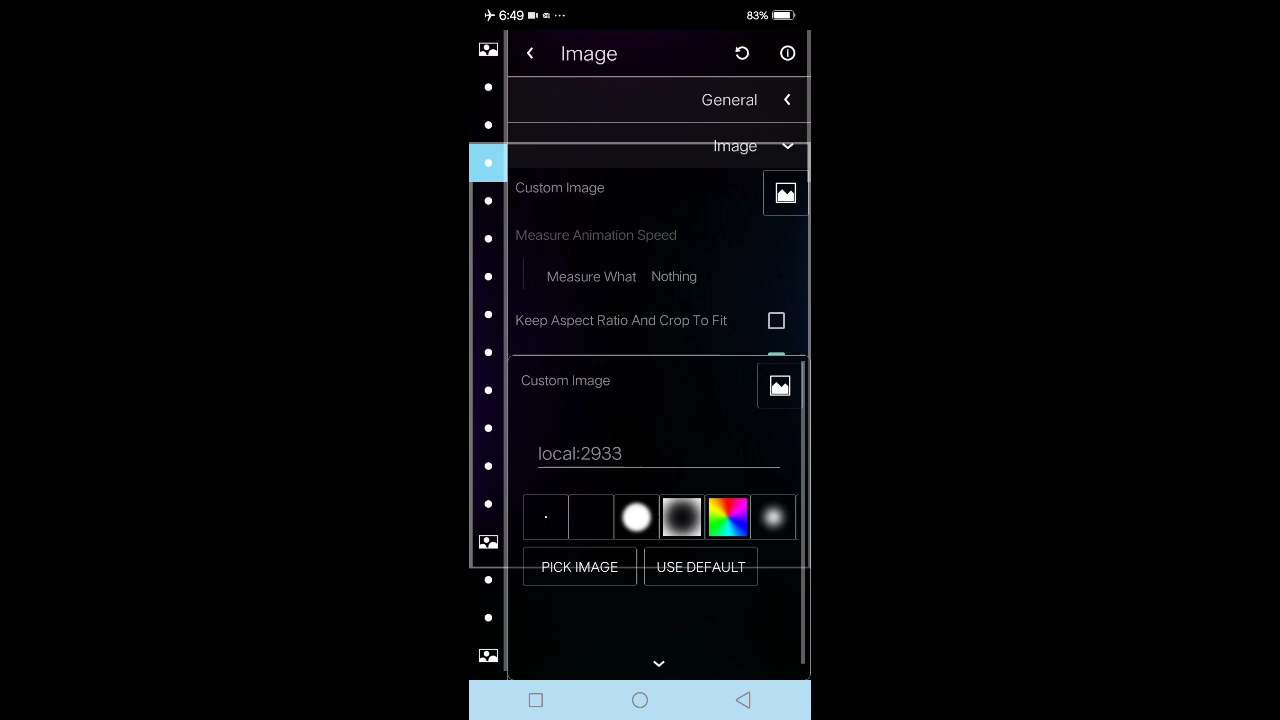 6:49 ··· 83%
Image
General
Image
Custom Image
Measure Animation Speed
Measure What Nothing
Keep Aspect Ratio And Crop To Fit
Custom Image
local:2933
PICK IMAGE USE DEFAULT